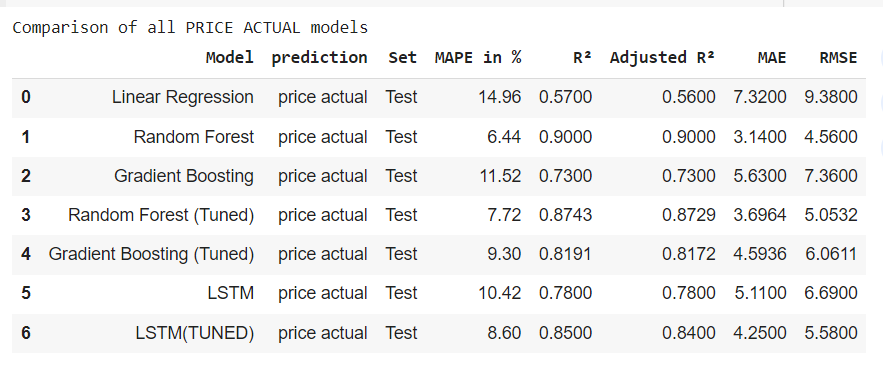 Comparison of all PRICE ACTUAL models
Model prediction Set MAPE in % R² Adjusted R² MAE RMSE
0 Linear Regression price actual Test 14.96 0.5700 0.5600 7.3200 9.3800
1 Random Forest price actual Test 6.44 0.9000 0.9000 3.1400 4.5600
2 Gradient Boosting price actual Test 11.52 0.7300 0.7300 5.6300 7.3600
3 Random Forest (Tuned) price actual Test 7.72 0.8743 0.8729 3.6964 5.0532
4 Gradient Boosting (Tuned) price actual Test 9.30 0.8191 0.8172 4.5936 6.0611
5 LSTM price actual Test 10.42 0.7800 0.7800 5.1100 6.6900
6 LSTM(TUNED) price actual Test 8.60 0.8500 0.8400 4.2500 5.5800